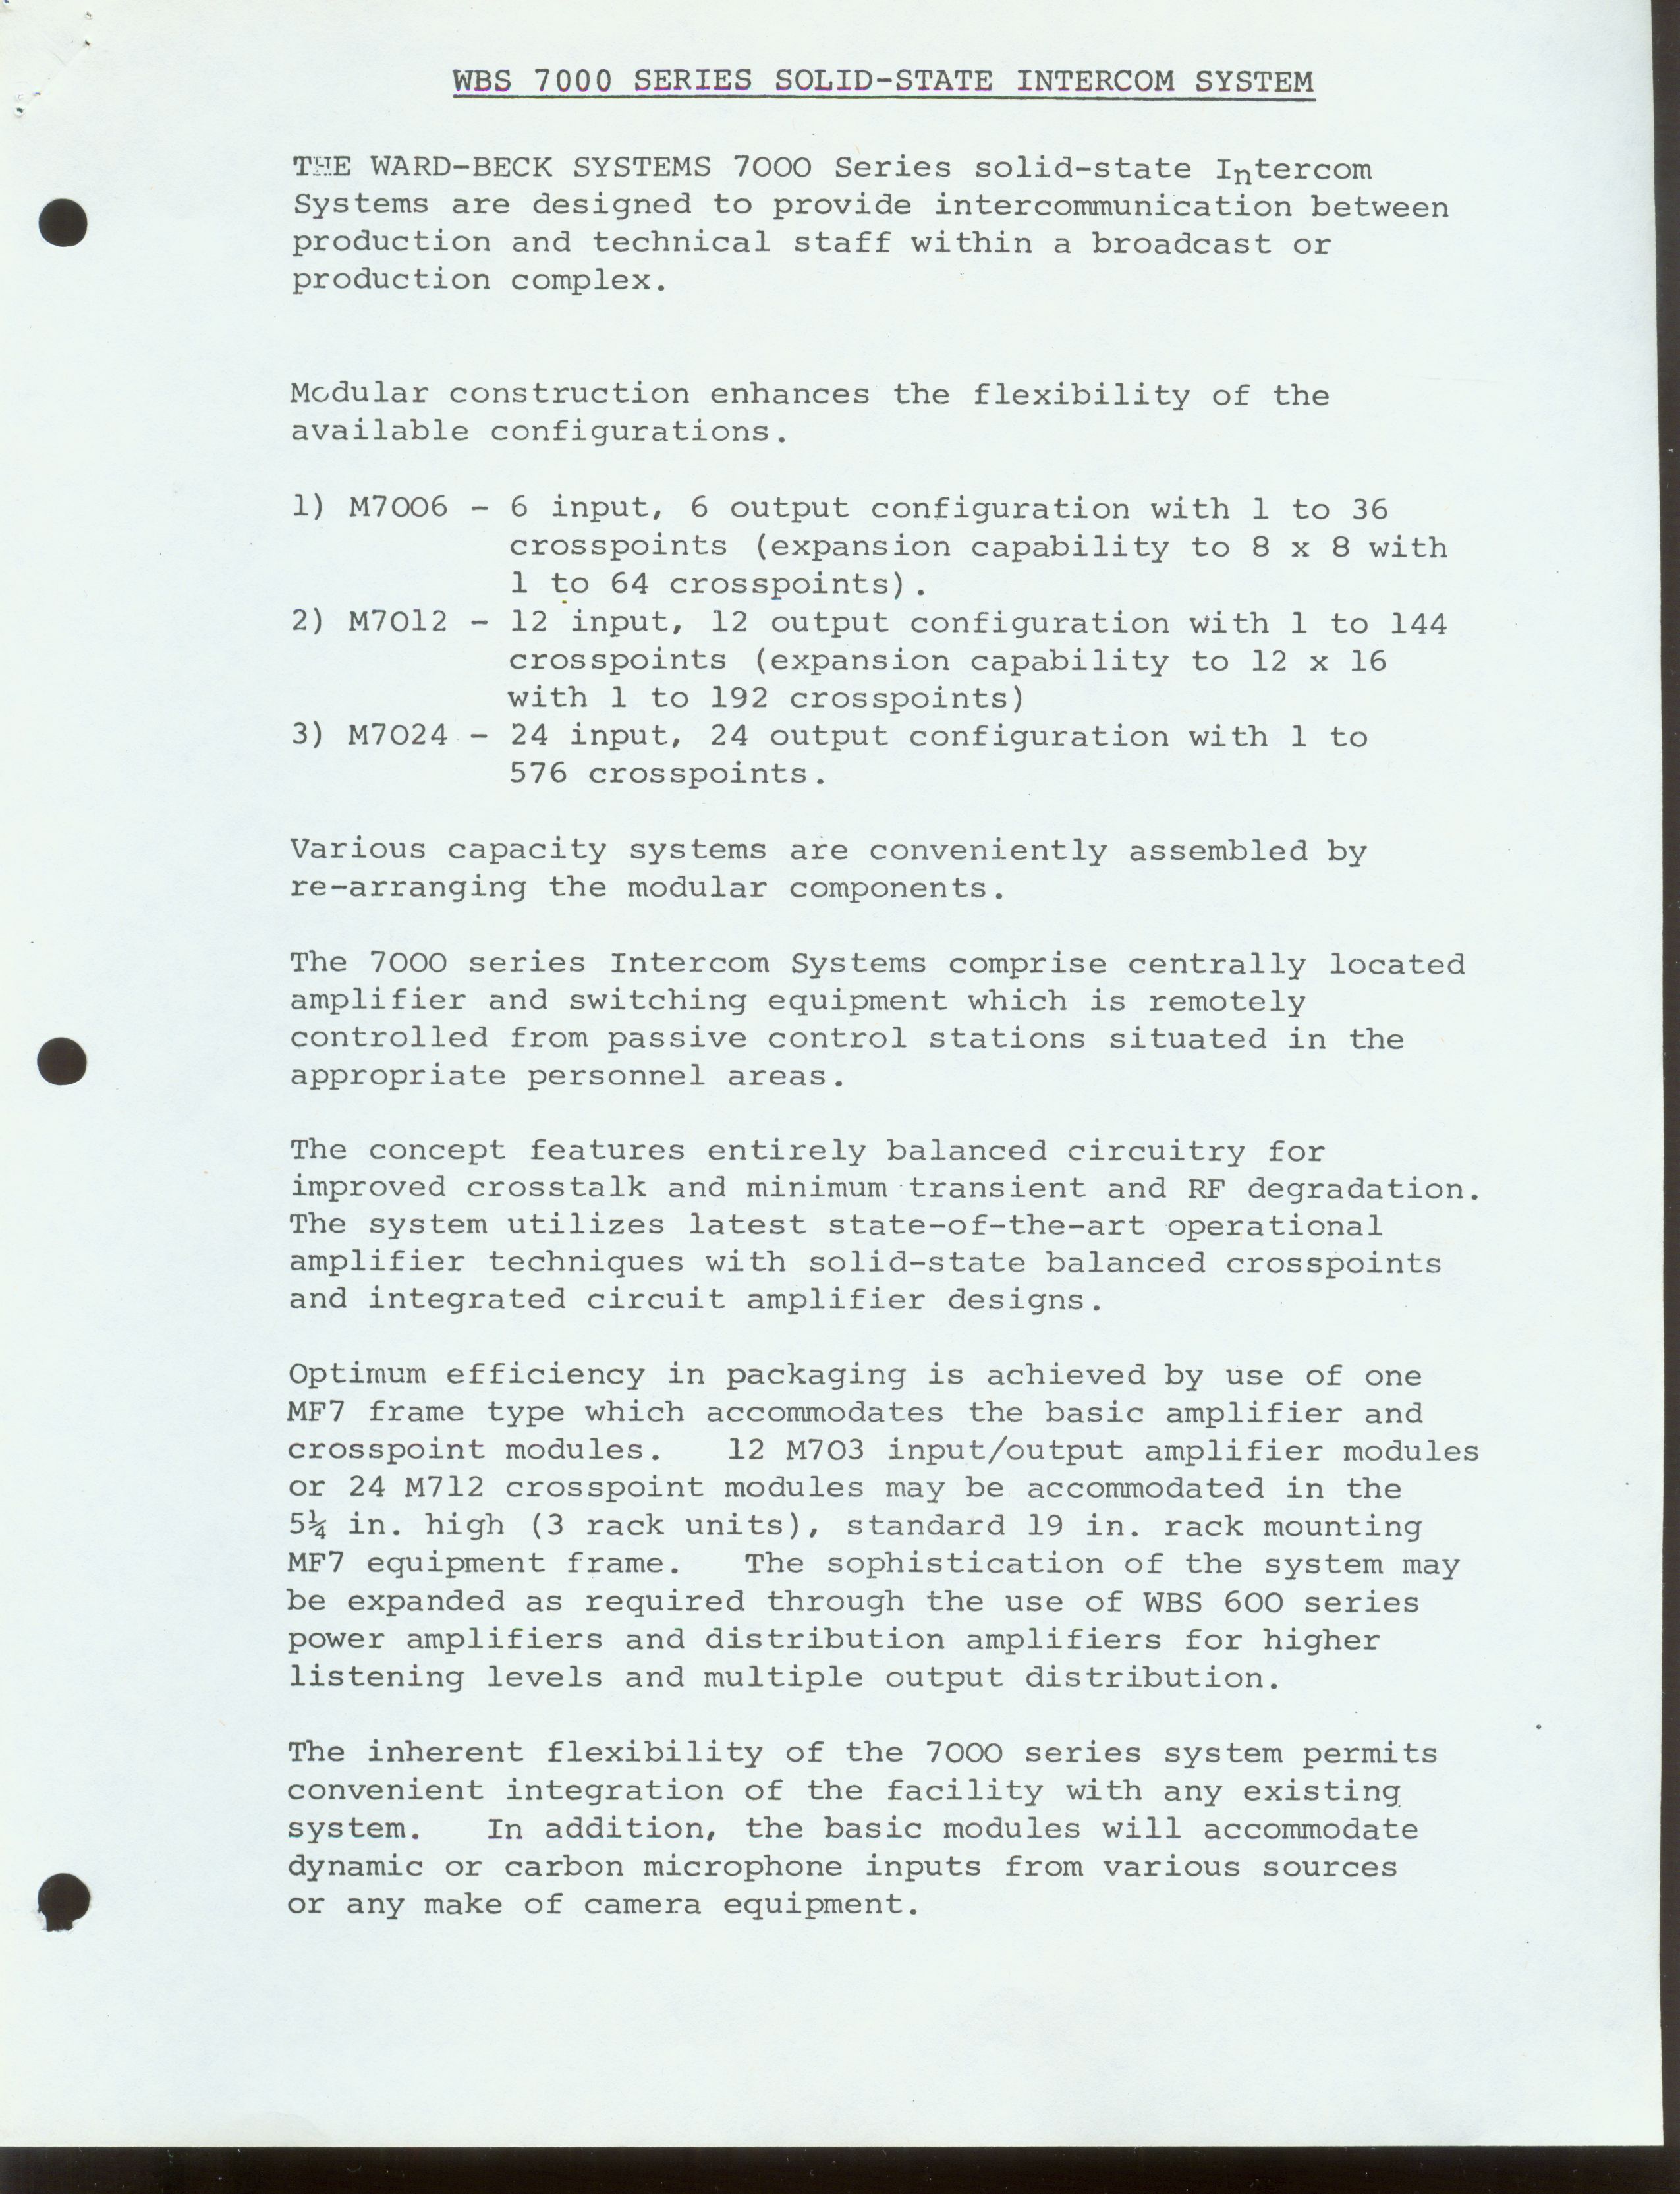 WBS 7000 SERIES SOLID-STATE INTERCOM SYSTEM
THE WARD-BECK SYSTEMS 7000 Series solid-state Intercom
Systems are designed to provide intercommunication between
production and technical staff within a broadcast or
production complex.
Modular construction enhances the flexibility of the
available configurations.
1) M7006 - 6 input, 6 output configuration with 1 to 36
crosspoints (expansion capability to 8 x 8 with
1 to 64 crosspoints).
2) M7012 - 12 input, 12 output configuration with 1 to 144
crosspoints (expansion capability to 12 x 16
with 1 to 192 crosspoints)
3) M7024 - 24 input, 24 output configuration with 1 to
576 crosspoints.
Various capacity systems are conveniently assembled by
re-arranging the modular components.
The 7000 series Intercom Systems comprise centrally located
amplifier and switching equipment which is remotely
controlled from passive control stations situated in the
appropriate personnel areas.
The concept features entirely balanced circuitry for
improved crosstalk and minimum transient and RF degradation.
The system utilizes latest state-of-the-art operational
amplifier techniques with solid-state balanced crosspoints
and integrated circuit amplifier designs.
Optimum efficiency in packaging is achieved by use of one
MF7 frame type which accommodates the basic amplifier and
crosspoint modules. 12 M703 input/output amplifier modules
or 24 M712 crosspoint modules may be accommodated in the
5¼ in. high (3 rack units), standard 19 in. rack mounting
MF7 equipment frame. The sophistication of the system may
be expanded as required through the use of WBS 600 series
power amplifiers and distribution amplifiers for higher
listening levels and multiple output distribution.
The inherent flexibility of the 7000 series system permits
convenient integration of the facility with any existing
system. In addition, the basic modules will accommodate
dynamic or carbon microphone inputs from various sources
or any make of camera equipment.